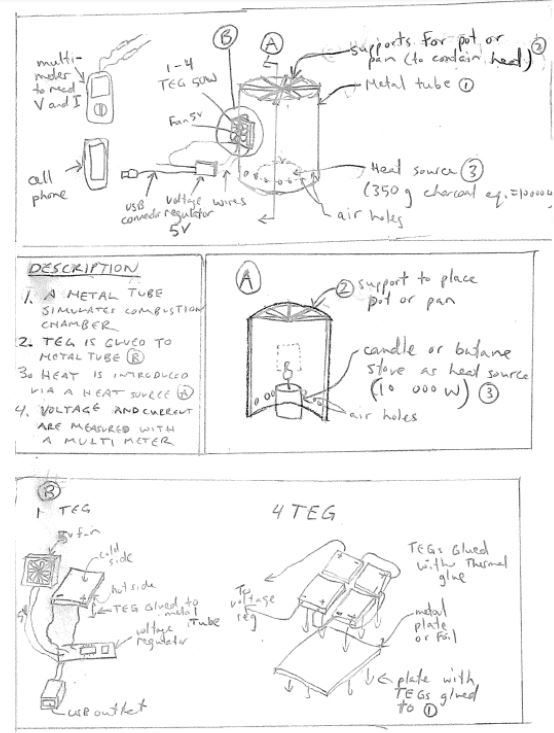 B
A
supports for pot or
pan (to contain heat) 2
multi-
meter
to read
V and I
1-4
TEG 50W
Metal tube 1
Fan 5V
cell
phone
Heat source 3
(350 g charcoal eq. = 10000W
USB
connector
voltage
regulator
5V
wires
air holes
DESCRIPTION
1. A METAL TUBE
SIMULATES COMBUSTION
CHAMBER
2. TEG IS GLUED TO
METAL TUBE B
3. HEAT IS INTRODUCED
VIA A HEAT SOURCE A
4. VOLTAGE AND CURRENT
ARE MEASURED WITH
A MULTI METER
A
2 support to place
pot or pan
candle or butane
stove as heat source
(10 000 W) 3
air holes
B
1 TEG
5v fan
cold
side
hot side
TEG Glued to
metal
tube
voltage
regulator
5V
USB outlet
4 TEG
TEGs Glued
with Thermal
glue
To
voltage
reg
metal
plate
or foil
plate with
TEGs glued
to 1